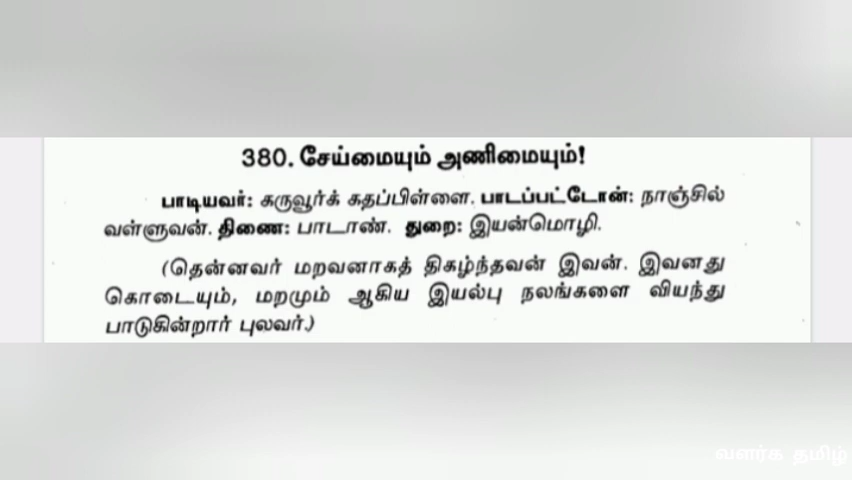 380. சேய்மையும் அணிமையும்!
பாடியவர்: கருவூர்க் கதப்பிள்ளை. பாடப்பட்டோன்: நாஞ்சில்
வள்ளுவன். திணை: பாடாண். துறை: இயன்மொழி.
(தென்னவர் மறவனாகத் திகழ்ந்தவன் இவன். இவனது
கொடையும், மறமும் ஆகிய இயல்பு நலங்களை வியந்து
பாடுகின்றார் புலவர்.)
வளர்க தமிழ்